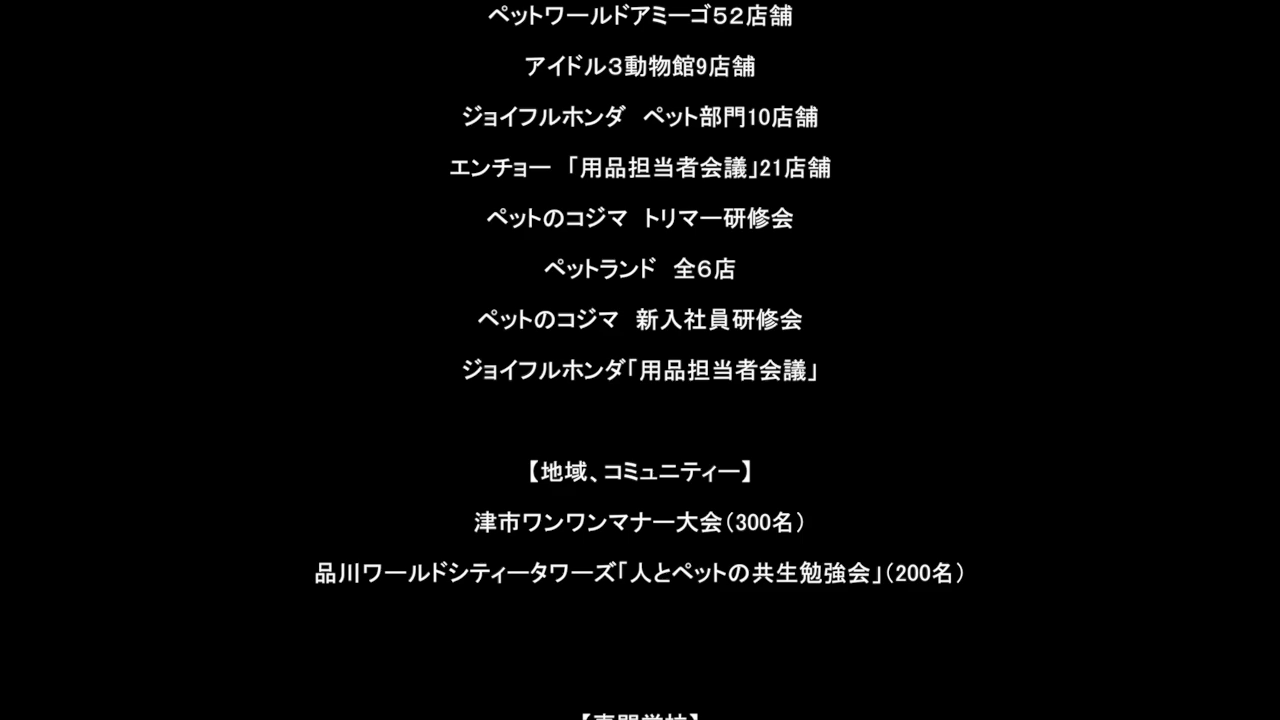 ペットワールドアミーゴ５２店舗
アイドル３動物館9店舗
ジョイフルホンダ　ペット部門10店舗
エンチョー　「用品担当者会議」21店舗
ペットのコジマ　トリマー研修会
ペットランド　全６店
ペットのコジマ　新入社員研修会
ジョイフルホンダ「用品担当者会議」
【地域、コミュニティー】
津市ワンワンマナー大会（300名）
品川ワールドシティータワーズ「人とペットの共生勉強会」（200名）